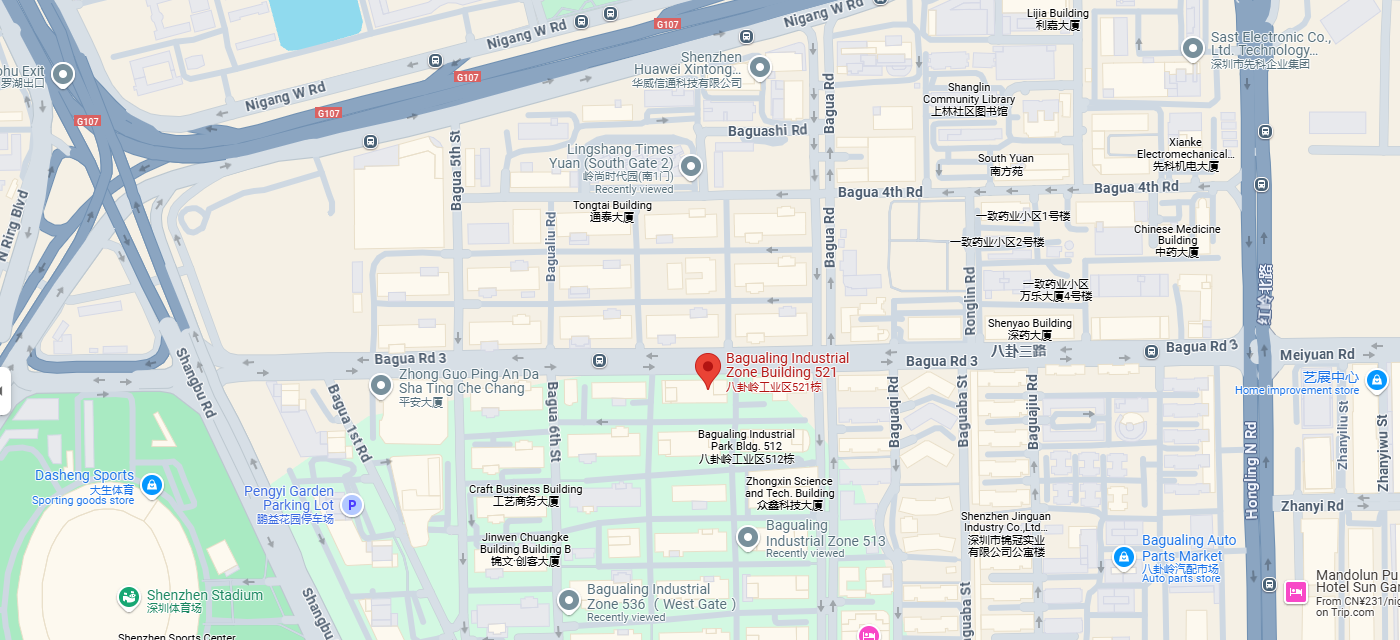 Lijia Building
利嘉大厦
Nigang W Rd
G107
Nigang W Rd
Sast Electronic Co.,
Ltd. Technology...
深圳市先科企业集团
Shenzhen
Huawei Xintong...
华威信通科技有限公司
Exit
罗湖出口
G107
Nigang W Rd
G107
G107
Shanglin
Community Library
上林社区图书馆
Bagua Rd
Baguashi Rd
Bagua 5th St
Lingshang Times
Yuan (South Gate 2)
岭尚时代园(南1门)
Recently viewed
South Yuan
南方苑
Xianke
Electromechanical...
先科机电大厦
Bagua 4th Rd
Bagua 4th Rd
N Ring Blvd
Tongtai Building
通泰大厦
Bagualiu Rd
Bagua Rd
一致药业小区1号楼
一致药业小区2号楼
Chinese Medicine
Building
中药大厦
一致药业小区
万乐大厦4号楼
Ronglin Rd
红岭北路
Shenyao Building
深药大厦
Bagua Rd 3
Bagua Rd 3
八卦三路
Bagua Rd 3
Meiyuan Rd
Shangbu Rd
Zhong Guo Ping An Da
Sha Ting Che Chang
平安大厦
Bagualing Industrial
Zone Building 521
八卦岭工业区521栋
艺展中心
Home improvement store
Bagua 1st Rd
Bagua 6th St
Baguaqi Rd
Baguaba St
Baguajiu Rd
Hongling N Rd
Zhanyiliu St
Zhanyiwu St
Bagualing Industrial
Park Bldg. 512
八卦岭工业区512栋
Dasheng Sports
大生体育
Sporting goods store
Pengyi Garden
Parking Lot
鹏益花园停车场
Craft Business Building
工艺商务大厦
Zhongxin Science
and Tech. Building
众鑫科技大厦
Zhanyi Rd
Shenzhen Jinguan
Industry Co.,Ltd...
深圳市锦冠实业
有限公司公寓楼
Bagualing
Industrial Zone 513
Recently viewed
Jinwen Chuangke
Building Building B
锦文·创客大厦
Bagualing Auto
Parts Market
八卦岭汽配市场
Auto parts store
Shenzhen Stadium
深圳体育场
Shangbu
Bagualing Industrial
Zone 536 （West Gate）
Recently viewed
guaba St
Mandolun Pu
Hotel Sun Gar
From CN¥231/nig
on Trip.com
Shenzhen Sports Center